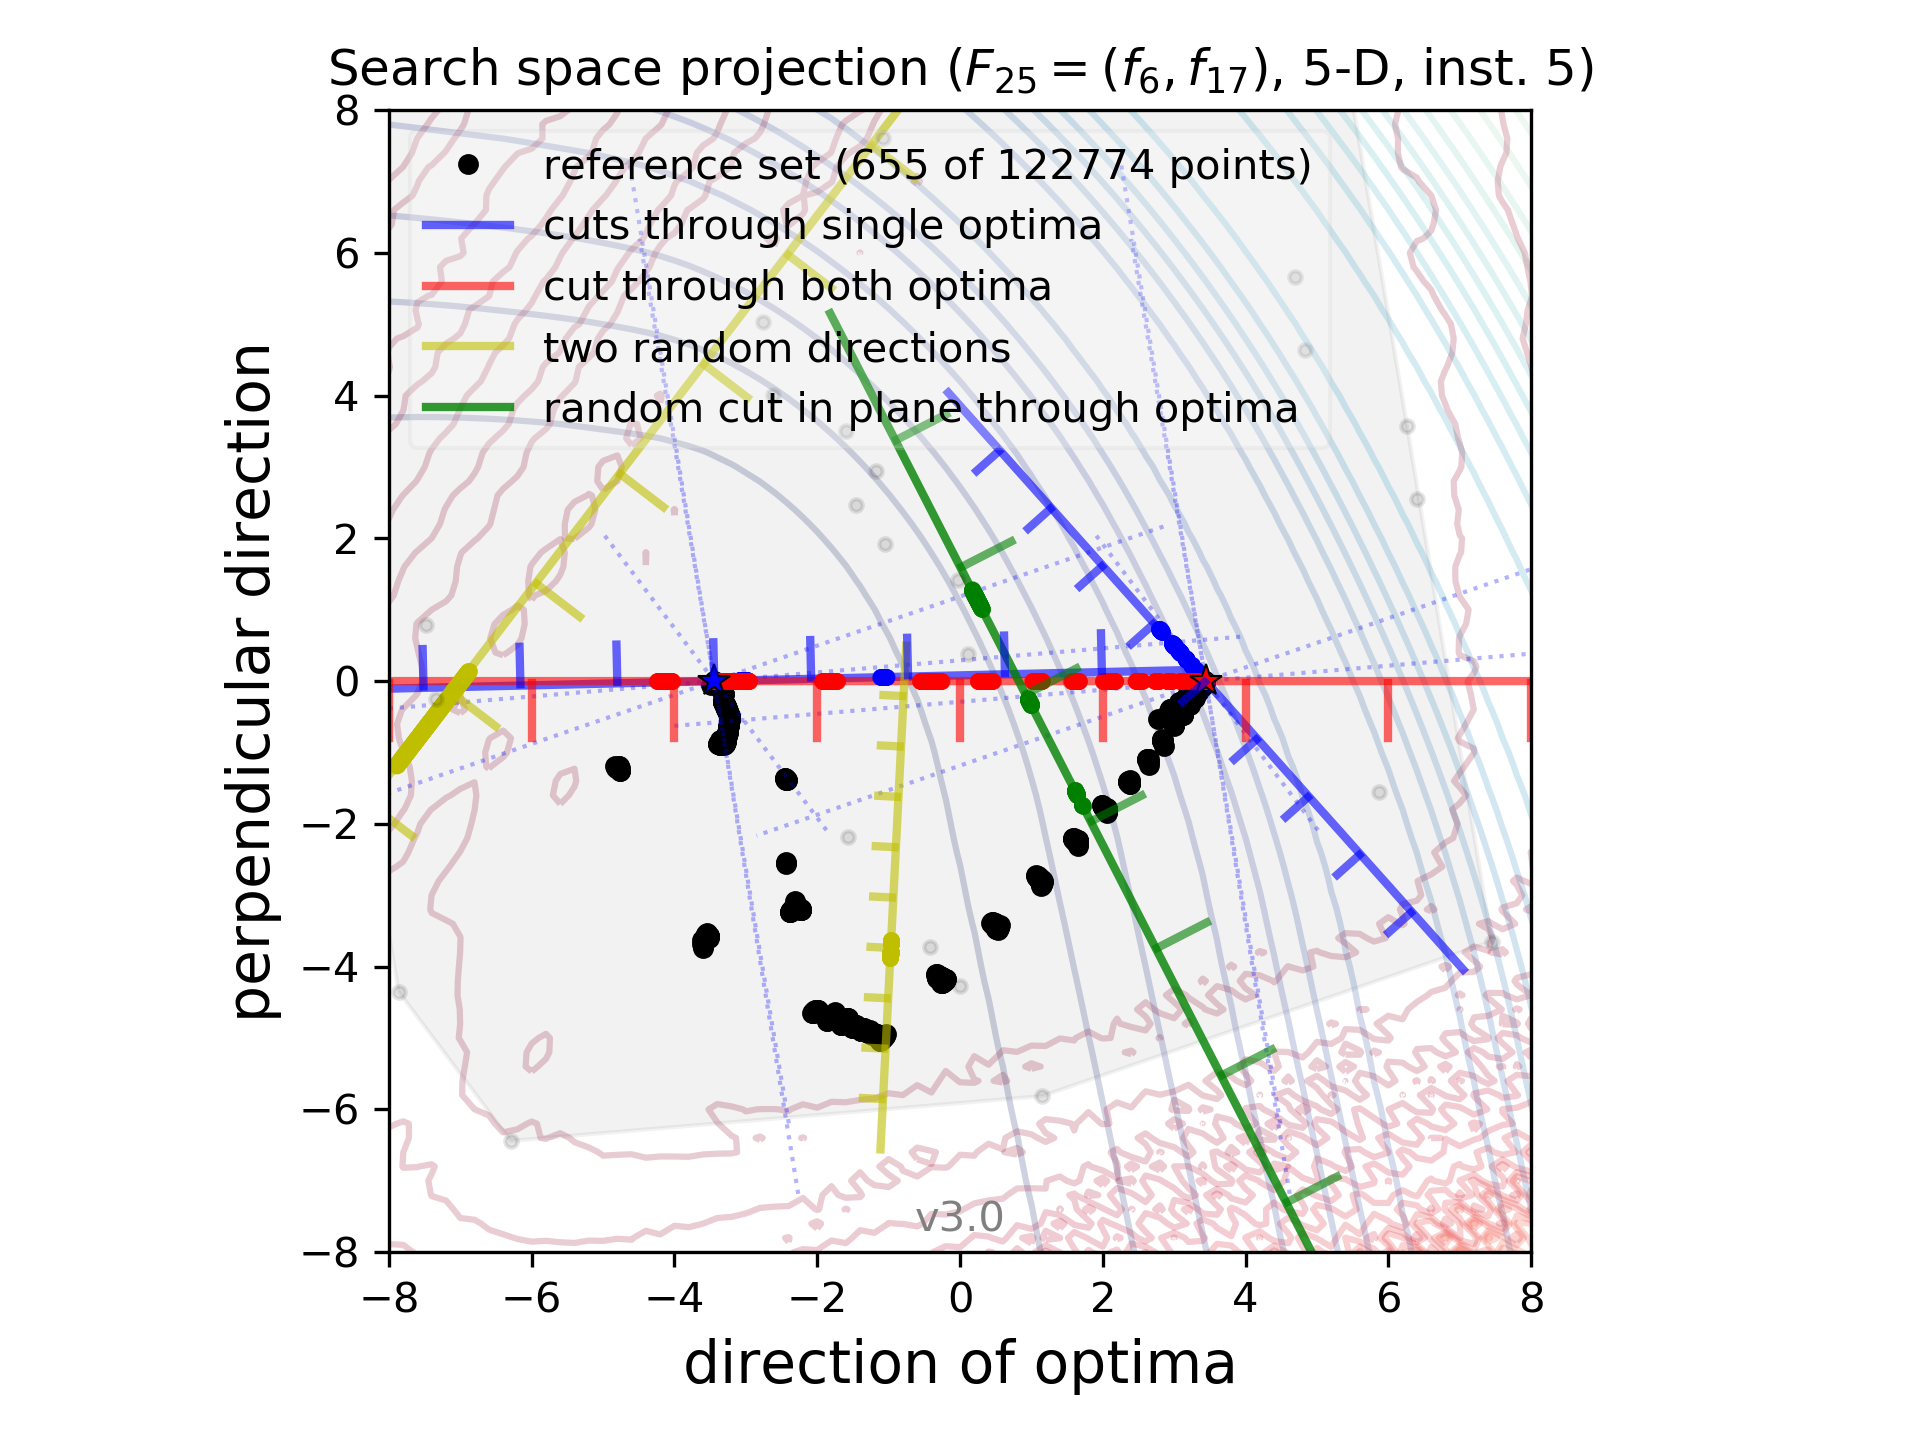 Search space projection (F₂₅ = (f₆, f₁₇), 5-D, inst. 5)
reference set (655 of 122774 points)
cuts through single optima
cut through both optima
two random directions
random cut in plane through optima
8
6
4
2
0
−2
−4
−6
−8
perpendicular direction
v3.0
−8 −6 −4 −2 0 2 4 6 8
direction of optima